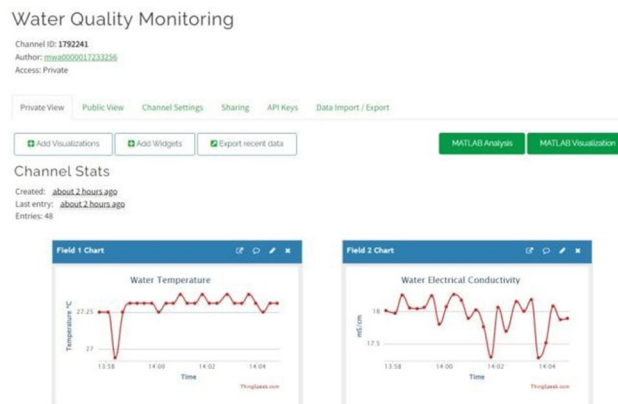 Water Quality Monitoring
Channel ID: 1792241
Author: mwa0000017233256
Access: Private
Private View Public View Channel Settings Sharing API Keys Data Import / Export
Add Visualizations Add Widgets Export recent data MATLAB Analysis MATLAB Visualization
Channel Stats
Created: about 2 hours ago
Last entry: about 2 hours ago
Entries: 48
Field 1 Chart
Water Temperature
Temperature °C
27.25
27
13:58 14:00 14:02 14:04
Time
ThingSpeak.com
Field 2 Chart
Water Electrical Conductivity
mS/cm
18
17.5
13:58 14:00 14:02 14:04
Time
ThingSpeak.com